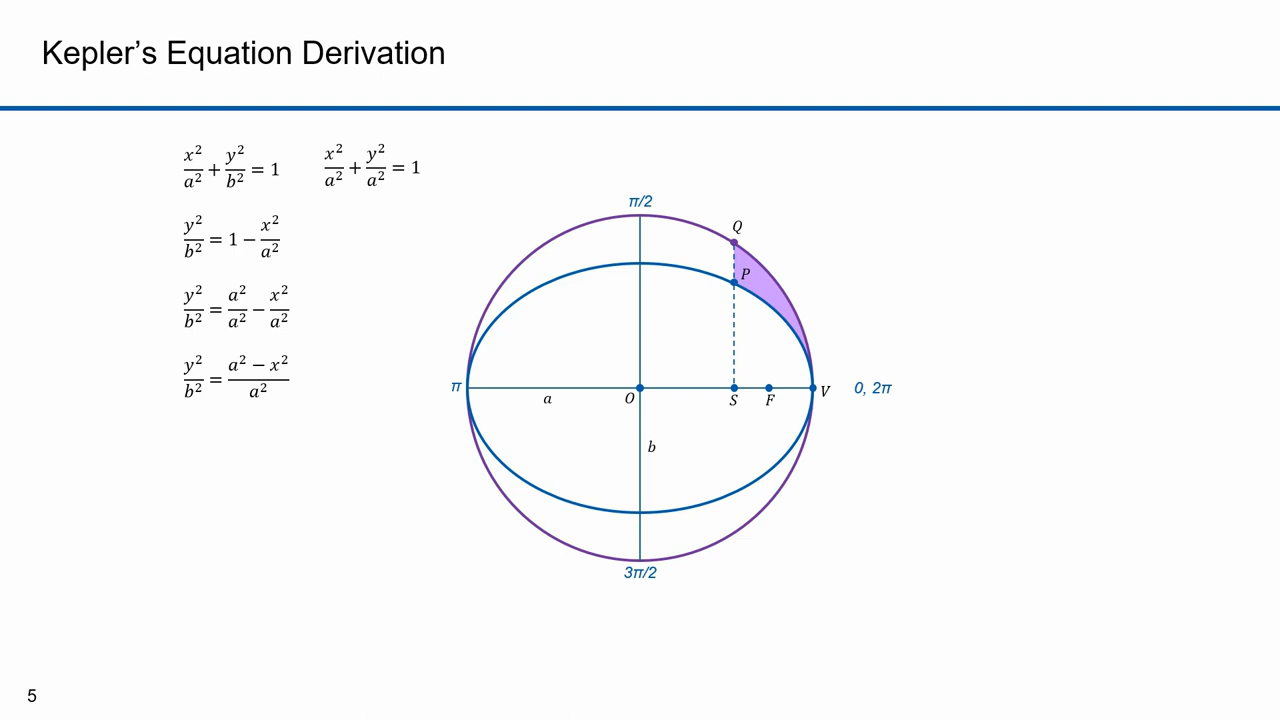 Kepler's Equation Derivation
x²/a² + y²/b² = 1    x²/a² + y²/a² = 1
y²/b² = 1 − x²/a²
y²/b² = a²/a² − x²/a²
y²/b² = (a² − x²)/a²
π/2
Q
P
π
a
O
S
F
V
0, 2π
b
3π/2
5